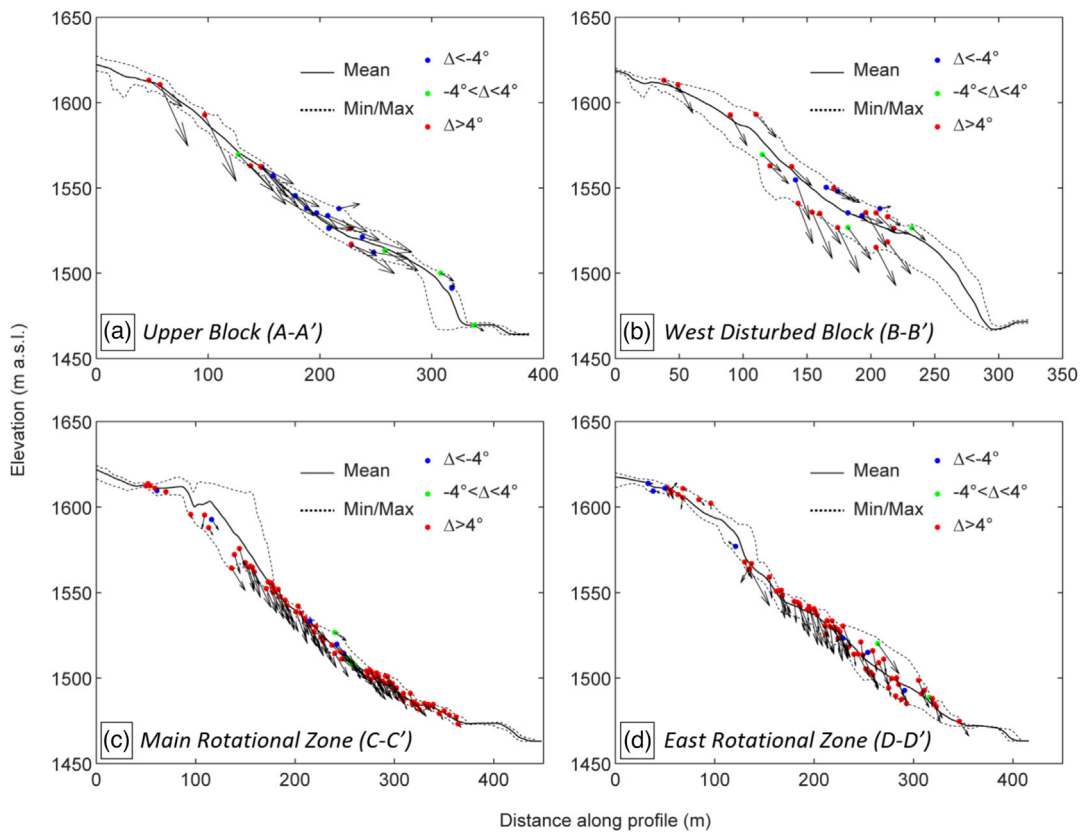 1650
1600
1550
1500
1450
0
100
200
300
400
Mean
Min/Max
Δ<-4°
-4°<Δ<4°
Δ>4°
(a) Upper Block (A-A’)
1650
1600
1550
1500
1450
0
50
100
150
200
250
300
350
Mean
Min/Max
Δ<-4°
-4°<Δ<4°
Δ>4°
(b) West Disturbed Block (B-B’)
Elevation (m a.s.l.)
1650
1600
1550
1500
1450
0
100
200
300
400
Mean
Min/Max
Δ<-4°
-4°<Δ<4°
Δ>4°
(c) Main Rotational Zone (C-C’)
1650
1600
1550
1500
1450
0
100
200
300
400
Mean
Min/Max
Δ<-4°
-4°<Δ<4°
Δ>4°
(d) East Rotational Zone (D-D’)
Distance along profile (m)